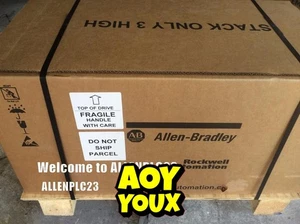 STACK ONLY 3 HIGH
TOP OF DRIVE
FRAGILE
HANDLE
WITH CARE
DO NOT
SHIP
PARCEL
AB
Allen-Bradley
Welcome to
Rockwell
Automation
ALLENPLC23
AOY
YOUX